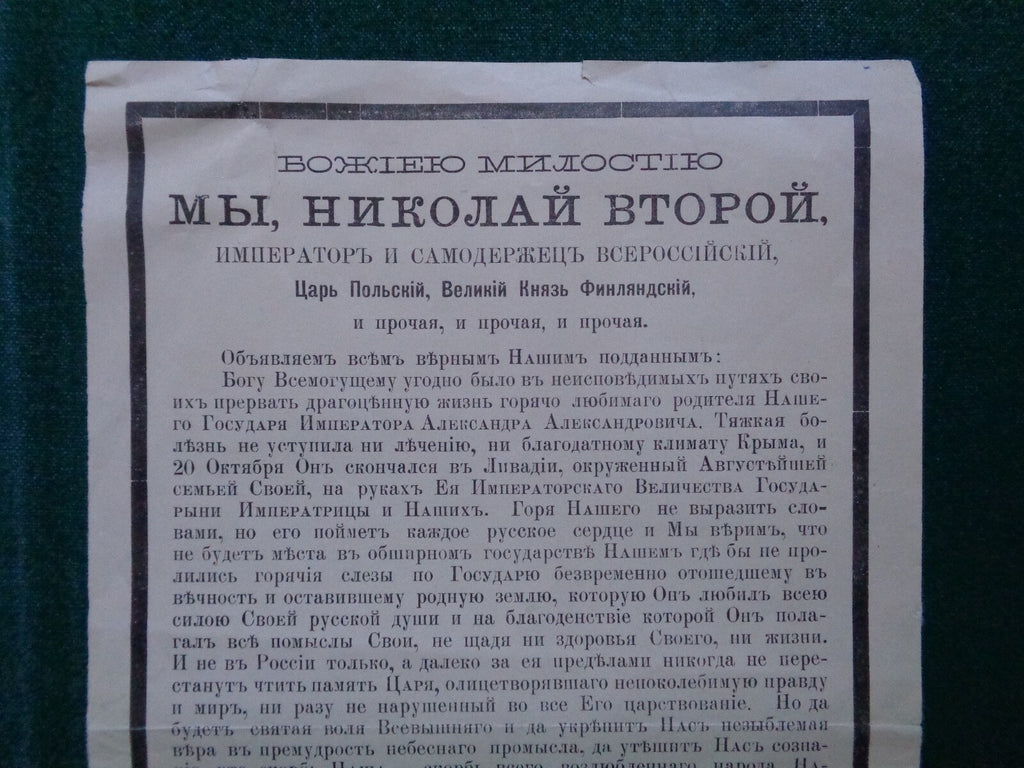 БОЖІЕЮ МИЛОСТІЮ
МЫ, НИКОЛАЙ ВТОРОЙ,
ИМПЕРАТОРЪ И САМОДЕРЖЕЦЪ ВСЕРОССІЙСКІЙ,
Царь Польскій, Великій Князь Финляндскій,
и прочая, и прочая, и прочая.
Объявляемъ всѣмъ вѣрнымъ Нашимъ подданнымъ:
Богу Всемогущему угодно было въ неисповѣдимыхъ путяхъ сво-
ихъ прервать драгоцѣнную жизнь горячо любимаго родителя Наше-
го Государя Императора Александра Александровича. Тяжкая бо-
лѣзнь не уступила ни лѣченію, ни благодатному климату Крыма, и
20 Октября Онъ скончался въ Ливадіи, окруженный Августѣйшей
семьей Своей, на рукахъ Ея Императорскаго Величества Госуда-
рыни Императрицы и Нашихъ. Горя Нашего не выразить сло-
вами, но его пойметъ каждое русское сердце и Мы вѣримъ, что
не будетъ мѣста въ обширномъ государствѣ Нашемъ гдѣ бы не про-
лились горячія слезы по Государю безвременно отошедшему въ
вѣчность и оставившему родную землю, которую Онъ любилъ всею
силою Своей русской души и на благоденствіе которой Онъ пола-
галъ всѣ помыслы Свои, не щадя ни здоровья Своего, ни жизни.
И не въ Россіи только, а далеко за ея предѣлами никогда не пере-
станутъ чтить память Царя, олицетворявшаго непоколебимую правду
и миръ, ни разу не нарушенный во все Его царствованіе. Но да
будетъ святая воля Всевышняго и да укрѣпитъ Насъ незыблемая
вѣра въ премудрость небеснаго промысла, да утѣшитъ Насъ созна-
скорбь всего возлюбленнаго народа На-